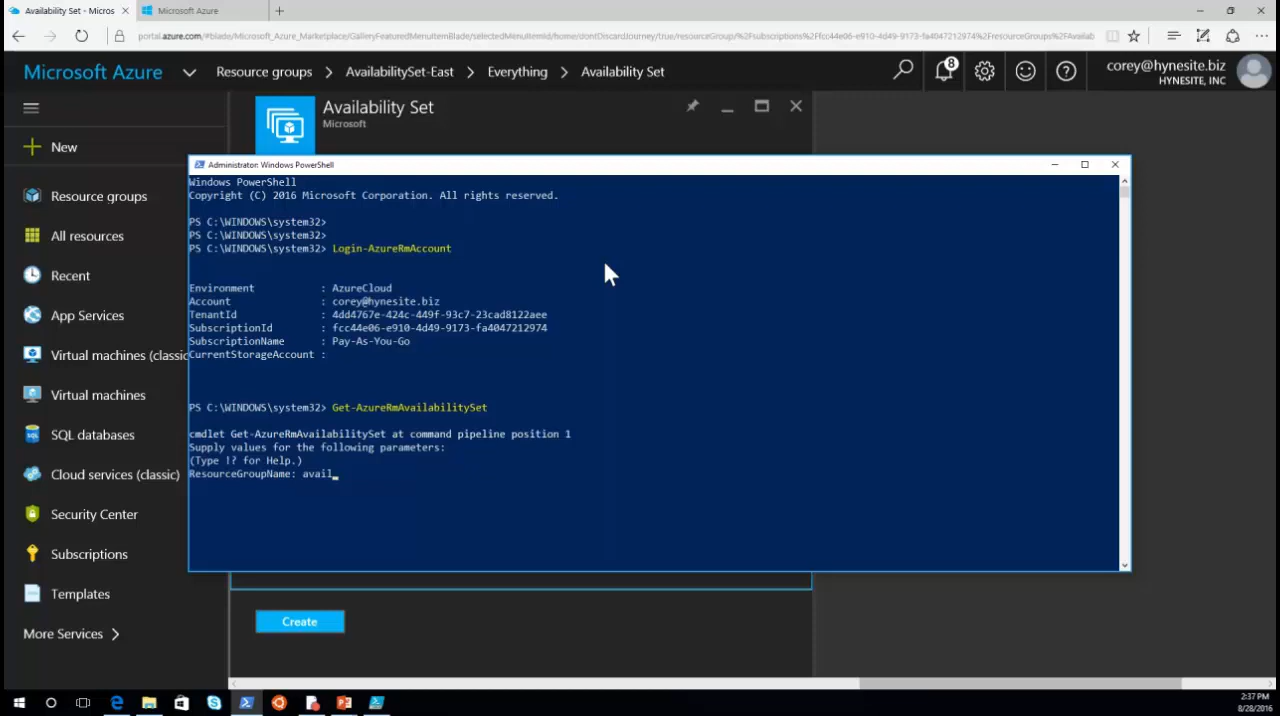 Availability Set - Micros
Microsoft Azure
portal.azure.com/#blade/Microsoft_Azure_Marketplace/GalleryFeaturedMenuItemBlade/selectedMenuItemId/home/dontDiscardJourney/true/resourceGroup/%2Fsubscriptions%2Ffcc44e06-e910-4d49-9173-fa4047212974%2FresourceGroups%2FAvailab
Microsoft Azure
Resource groups > AvailabilitySet-East > Everything > Availability Set
8
corey@hynesite.biz
HYNESITE, INC
Availability Set
Microsoft
New
Resource groups
All resources
Recent
App Services
Virtual machines (classic
Virtual machines
SQL databases
Cloud services (classic)
Security Center
Subscriptions
Templates
More Services >
Administrator: Windows PowerShell
Windows PowerShell
Copyright (C) 2016 Microsoft Corporation. All rights reserved.
PS C:\WINDOWS\system32>
PS C:\WINDOWS\system32>
PS C:\WINDOWS\system32> Login-AzureRmAccount
Environment : AzureCloud
Account : corey@hynesite.biz
TenantId : 4dd4767e-424c-449f-93c7-23cad8122aee
SubscriptionId : fcc44e06-e910-4d49-9173-fa4047212974
SubscriptionName : Pay-As-You-Go
CurrentStorageAccount :
PS C:\WINDOWS\system32> Get-AzureRmAvailabilitySet
cmdlet Get-AzureRmAvailabilitySet at command pipeline position 1
Supply values for the following parameters:
(Type !? for Help.)
ResourceGroupName: avail_
Create
2:37 PM
8/28/2016